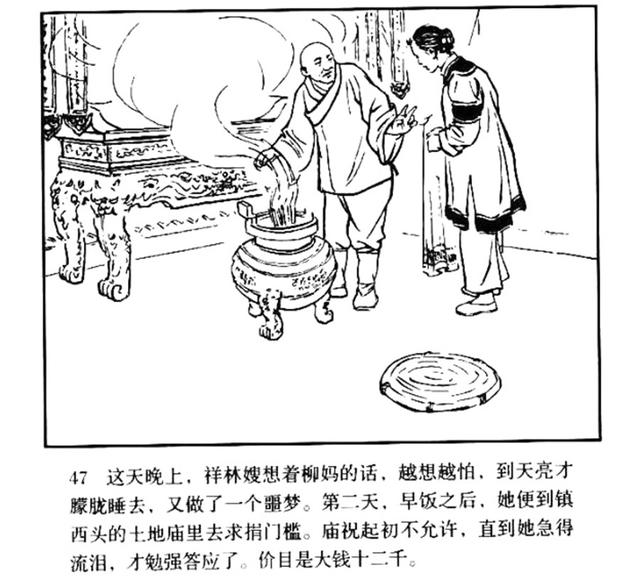 47 这天晚上，祥林嫂想着柳妈的话，越想越怕，到天亮才
朦胧睡去，又做了一个噩梦。第二天，早饭之后，她便到镇
西头的土地庙里去求捐门槛。庙祝起初不允许，直到她急得
流泪，才勉强答应了。价目是大钱十二千。